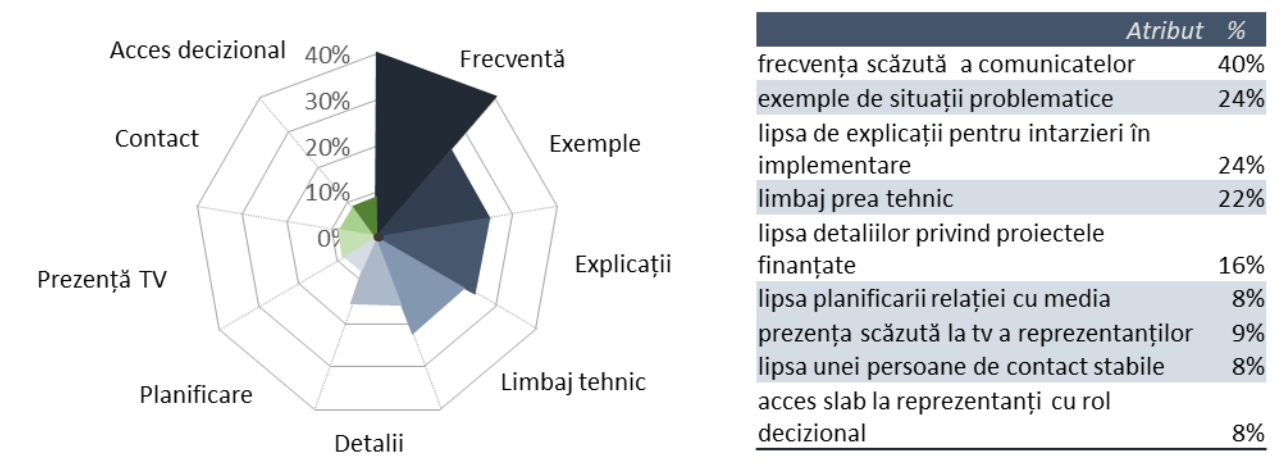 Acces decizional
40%
Frecventă
30%
Contact
Exemple
20%
10%
0%
Prezență TV
Explicații
Planificare
Limbaj tehnic
Detalii
Atribut %
frecvența scăzută a comunicatelor 40%
exemple de situații problematice 24%
lipsa de explicații pentru intarzieri în
implementare 24%
limbaj prea tehnic 22%
lipsa detaliilor privind proiectele
finanțate 16%
lipsa planificarii relației cu media 8%
prezența scăzută la tv a reprezentanților 9%
lipsa unei persoane de contact stabile 8%
acces slab la reprezentanți cu rol
decizional 8%